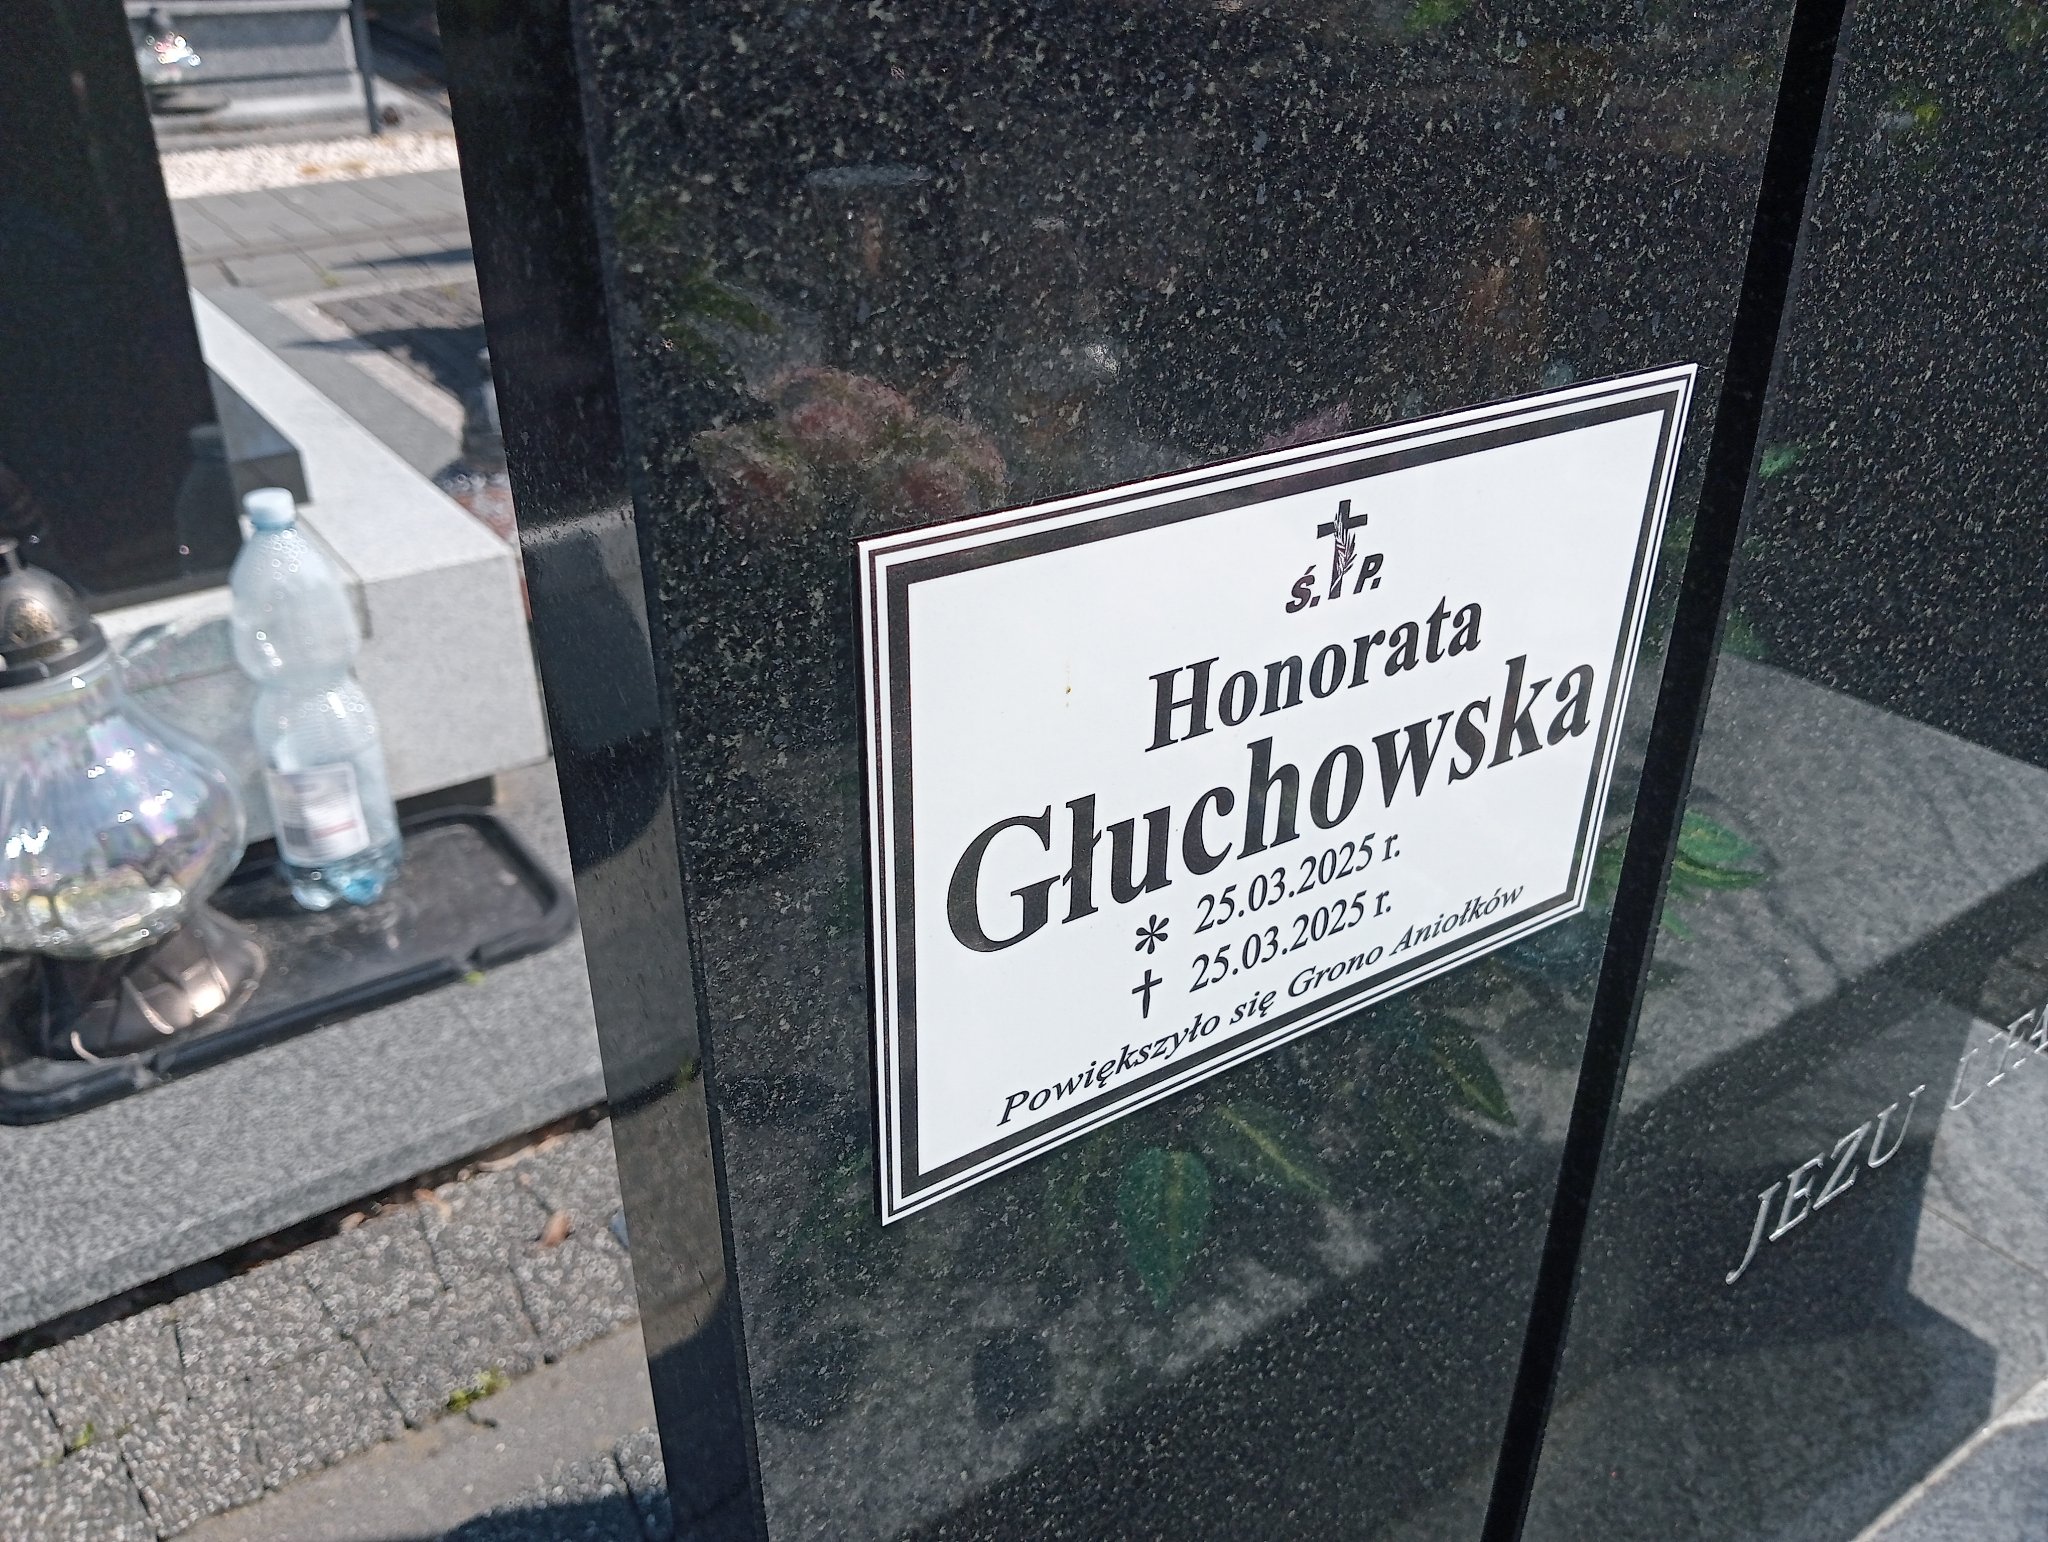 Ś. P.
Honorata
Głuchowska
* 25.03.2025 r.
† 25.03.2025 r.
Powiększyło się Grono Aniołków
JEZU